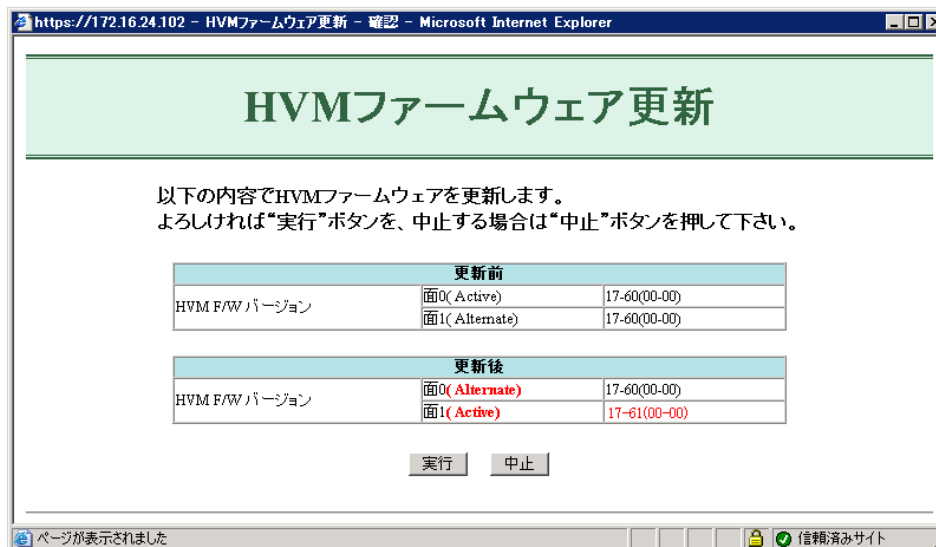 https://172.16.24.102 - HVMファームウェア更新 - 確認 - Microsoft Internet Explorer
HVMファームウェア更新
以下の内容でHVMファームウェアを更新します。
よろしければ“実行”ボタンを、中止する場合は“中止”ボタンを押して下さい。
更新前
HVM F/W バージョン
面0( Active) 17-60(00-00)
面1( Alternate) 17-60(00-00)
更新後
HVM F/W バージョン
面0( Alternate) 17-60(00-00)
面1( Active) 17-61(00-00)
実行 中止
ページが表示されました 信頼済みサイト